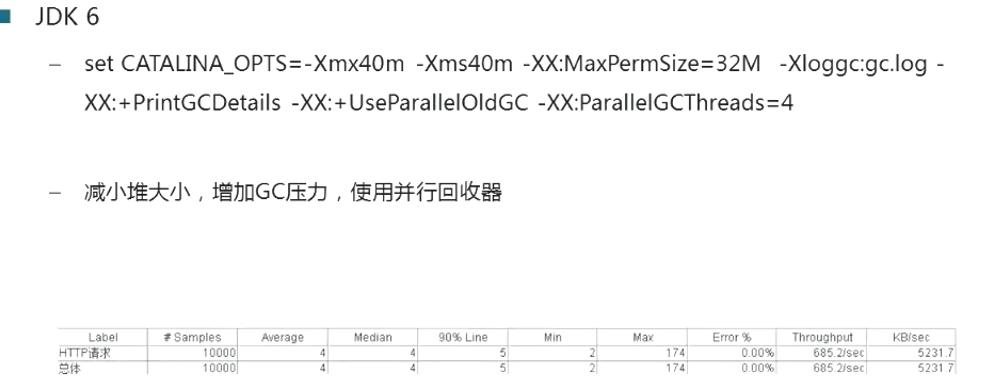 JDK 6
– set CATALINA_OPTS=-Xmx40m -Xms40m -XX:MaxPermSize=32M -Xloggc:gc.log -
XX:+PrintGCDetails -XX:+UseParallelOldGC -XX:ParallelGCThreads=4
– 减小堆大小，增加GC压力，使用并行回收器
Label # Samples Average Median 90% Line Min Max Error % Throughput KB/sec
HTTP请求 10000 4 4 5 2 174 0.00% 685.2/sec 5231.7
总体 10000 4 4 5 2 174 0.00% 685.2/sec 5231.7